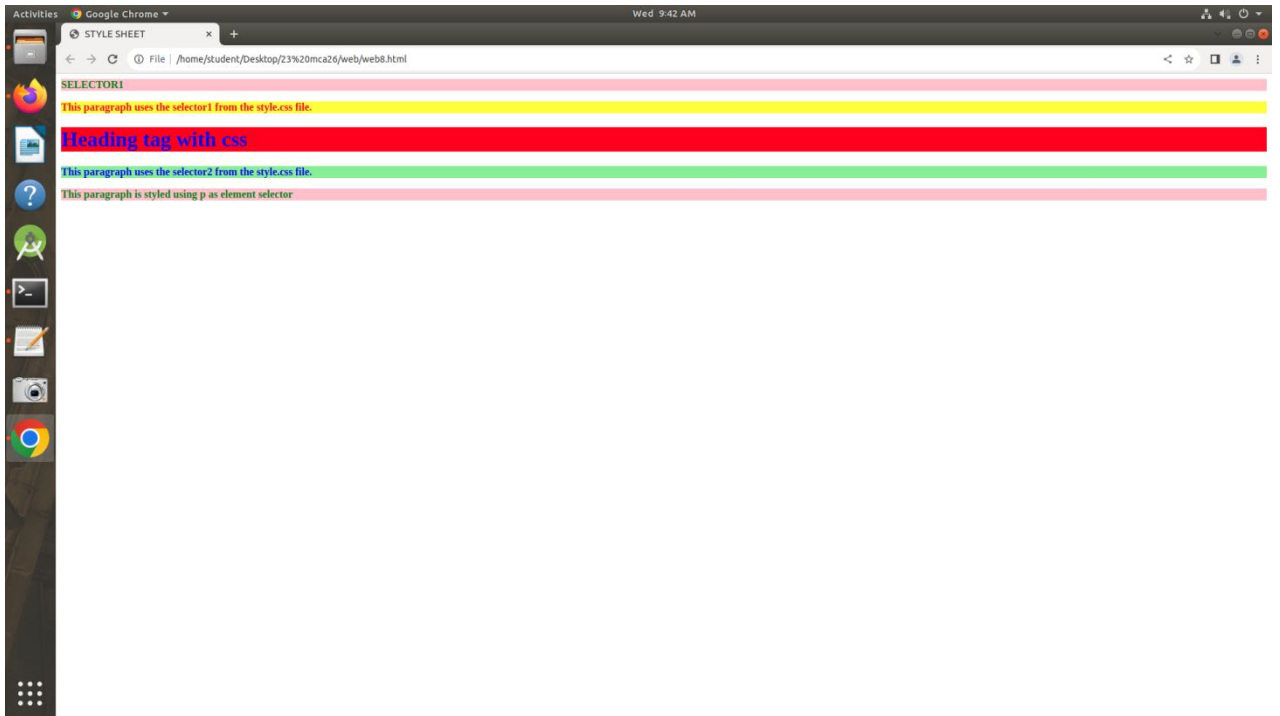 Activities
Google Chrome
Wed 9:42 AM
STYLE SHEET
File
/home/student/Desktop/23%20mca26/web/web8.html
SELECTOR1
This paragraph uses the selector1 from the style.css file.
Heading tag with css
This paragraph uses the selector2 from the style.css file.
This paragraph is styled using p as element selector